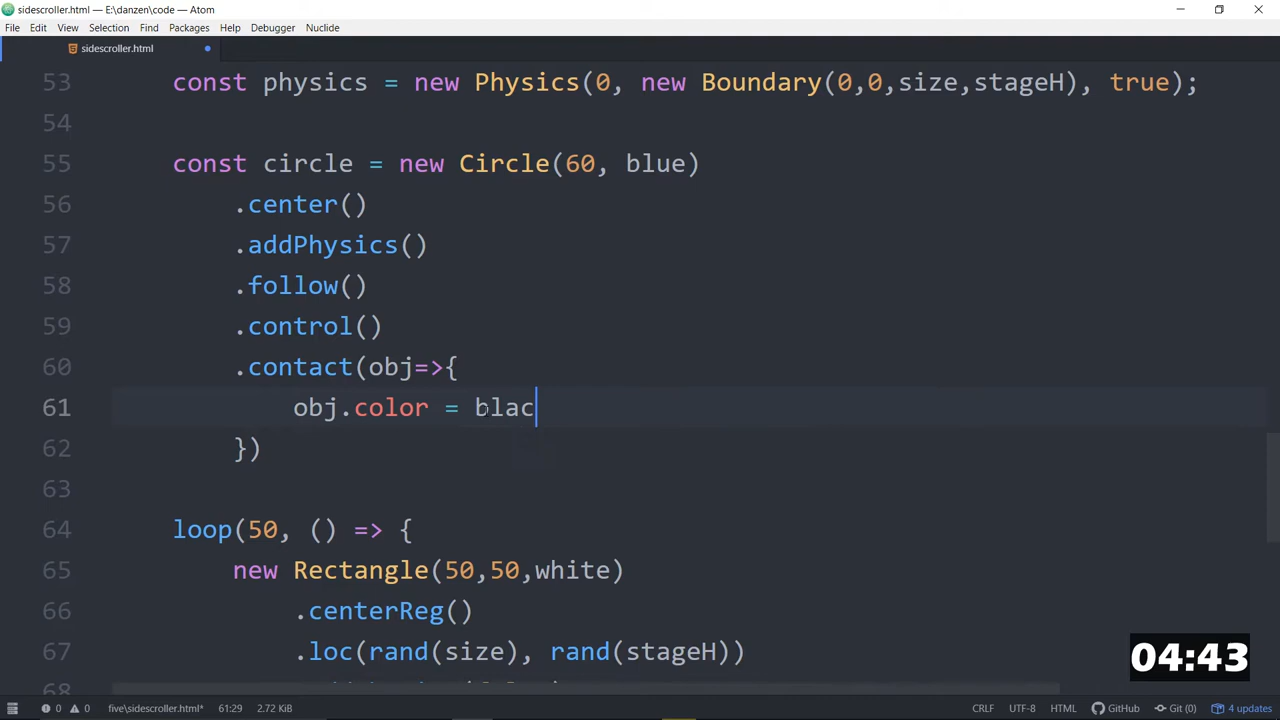 sidescroller.html — E:\danzen\code — Atom
File Edit View Selection Find Packages Help Debugger Nuclide
sidescroller.html
53 const physics = new Physics(0, new Boundary(0,0,size,stageH), true);
54
55 const circle = new Circle(60, blue)
56 .center()
57 .addPhysics()
58 .follow()
59 .control()
60 .contact(obj=>{
61 obj.color = blac
62 })
63
64 loop(50, () => {
65 new Rectangle(50,50,white)
66 .centerReg()
67 .loc(rand(size), rand(stageH))
68
04:43
0 0 five\sidescroller.html* 61:29 2.72 KiB CRLF UTF-8 HTML GitHub Git (0) 4 updates